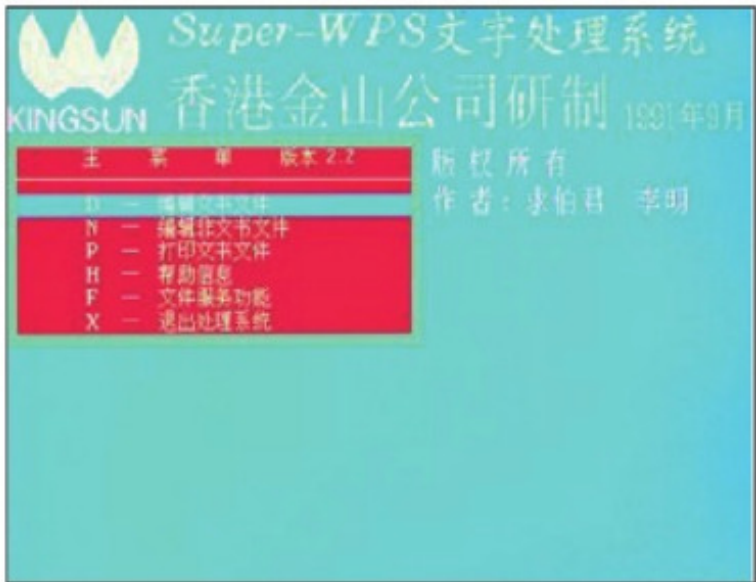 Super-WPS文字处理系统
KINGSUN
香港金山公司研制 1991年9月
主 菜 单 版本 2.2
版权所有
作者：求伯君 李明
D — 编辑文书文件
N — 编辑非文书文件
P — 打印文书文件
H — 帮助信息
F — 文件服务功能
X — 退出处理系统